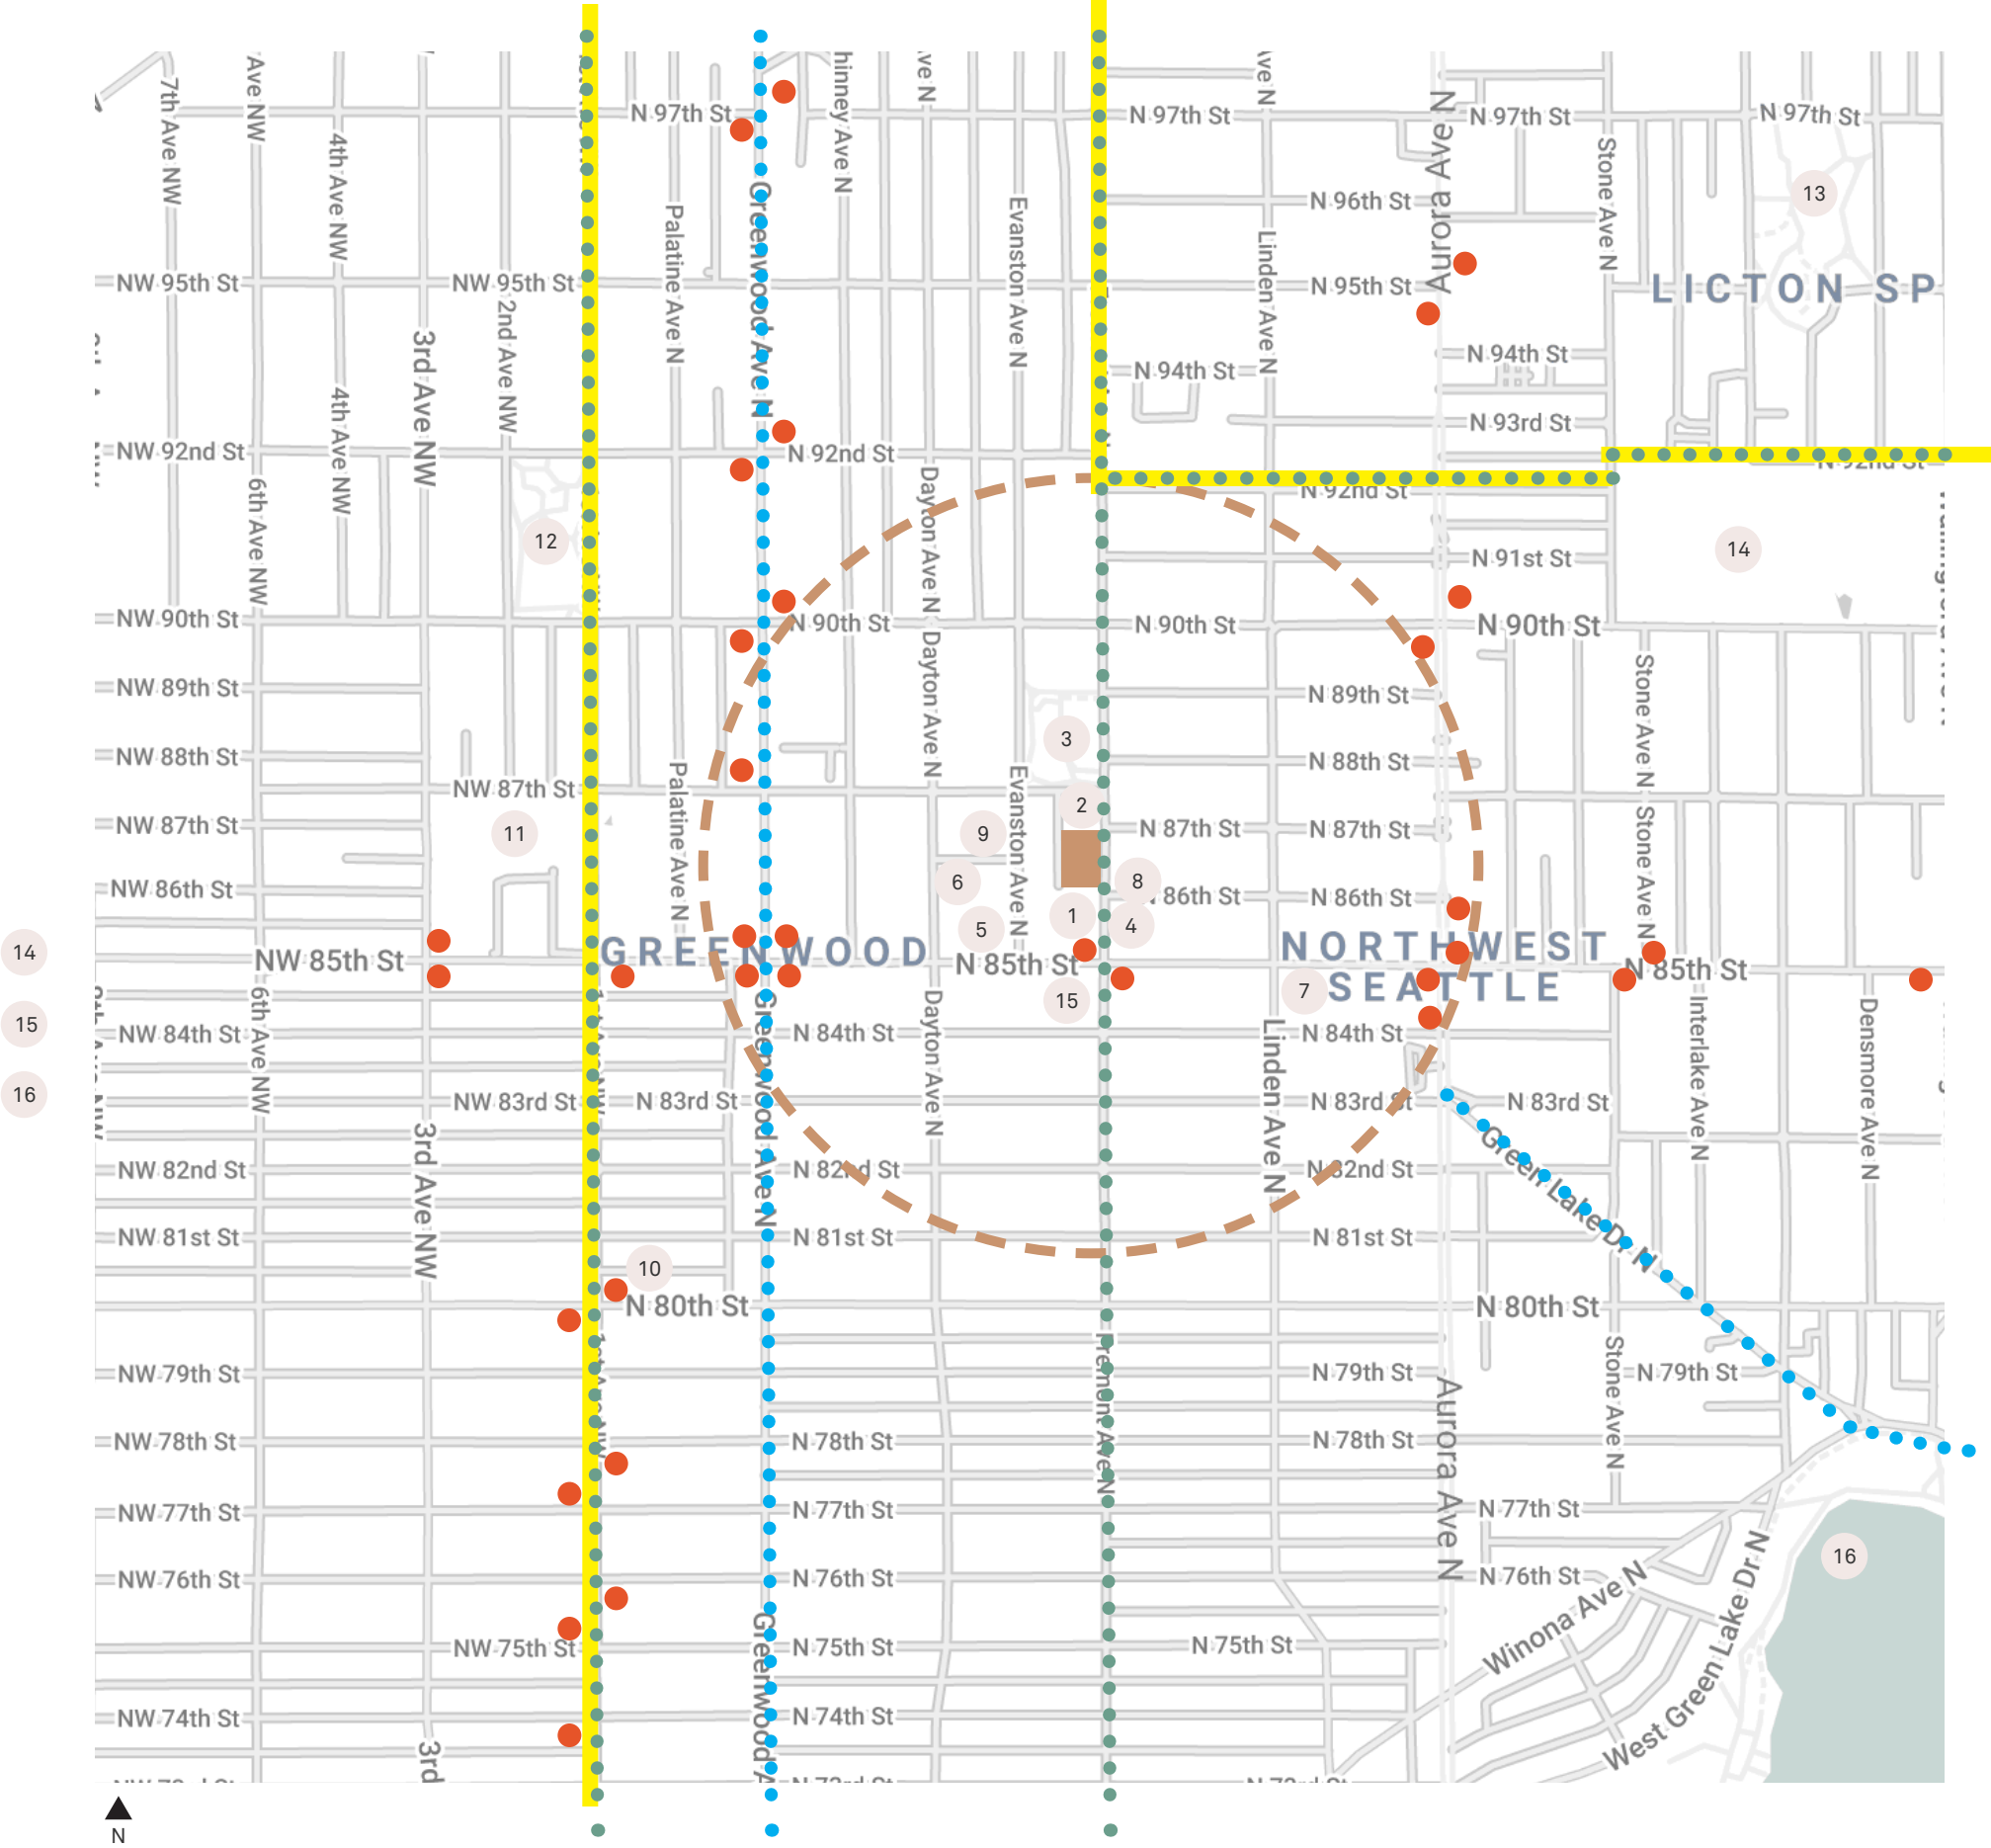 7th Ave NW
Ave NW
4th Ave NW
N 97th St
Greenwood Ave N
hinney Ave N
ve N
N 97th St
ve N
Aurora Ave N
N 97th St
Stone Ave N
N 97th St
13
N 96th St
Palatine Ave N
Evanston Ave N
Linden Ave N
NW 95th St
NW 95th St
N 95th St
LICTON SP
2nd Ave NW
3rd Ave NW
4th Ave NW
N 94th St
N 94th St
N 93rd St
NW 92nd St
N 92nd St
N 92nd St
N 92nd St
6th Ave NW
Dayton Ave N
12
14
N 91st St
NW 90th St
N 90th St
N 90th St
N 90th St
Dayton Ave N
Stone Ave N
NW 89th St
N 89th St
3
NW 88th St
N 88th St
Palatine Ave N
Evanston Ave N
NW 87th St
2
Stone Ave N
NW 87th St
11
9
N 87th St
N 87th St
6
8
NW 86th St
86th St
N 86th St
1
5
4
14
NW 85th St
GREENWOOD
N 85th St
NORTHWEST
SEATTLE
N 85th St
7
15
15
6th Ave NW
Greenwood Ave N
Dayton Ave N
Linden Ave N
Interlake Ave N
Densmore Ave N
NW 84th St
N 84th St
N 84th St
16
NW 83rd St
N 83rd St
N 83rd St
N 83rd St
3rd Ave NW
Green Lake Dr N
NW 82nd St
N 82nd St
N 82nd St
NW 81st St
N 81st St
N 81st St
10
N 80th St
N 80th St
Fremont Ave N
Stone Ave N
NW 79th St
N 79th St
N 79th St
Aurora Ave N
NW 78th St
N 78th St
N 78th St
NW 77th St
N 77th St
N 77th St
16
NW 76th St
N 76th St
N 76th St
Winona Ave N
West Green Lake Dr N
NW 75th St
N 75th St
N 75th St
Greenwood A
NW 74th St
N 74th St
3rd
N